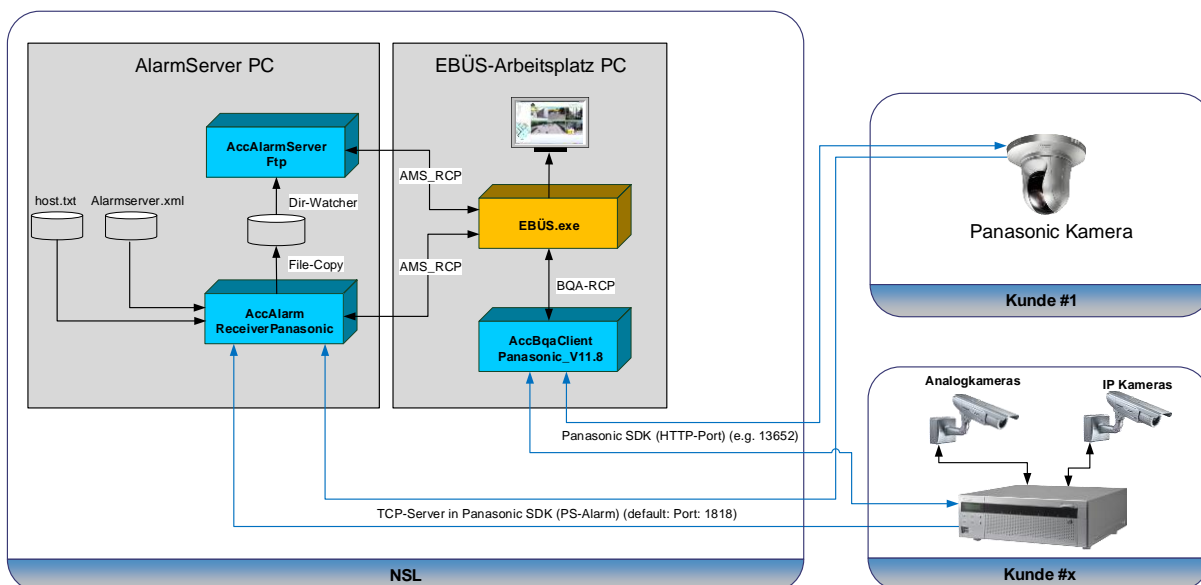 AlarmServer PC
EBÜS-Arbeitsplatz PC
AccAlarmServer
Ftp
AMS_RCP
host.txt
Alarmserver.xml
Dir-Watcher
EBÜS.exe
File-Copy
AMS_RCP
BQA-RCP
AccAlarm
ReceiverPanasonic
AccBqaClient
Panasonic_V11.8
Panasonic SDK (HTTP-Port) (e.g. 13652)
TCP-Server in Panasonic SDK (PS-Alarm) (default: Port: 1818)
NSL
Panasonic Kamera
Kunde #1
Analogkameras
IP Kameras
Kunde #x